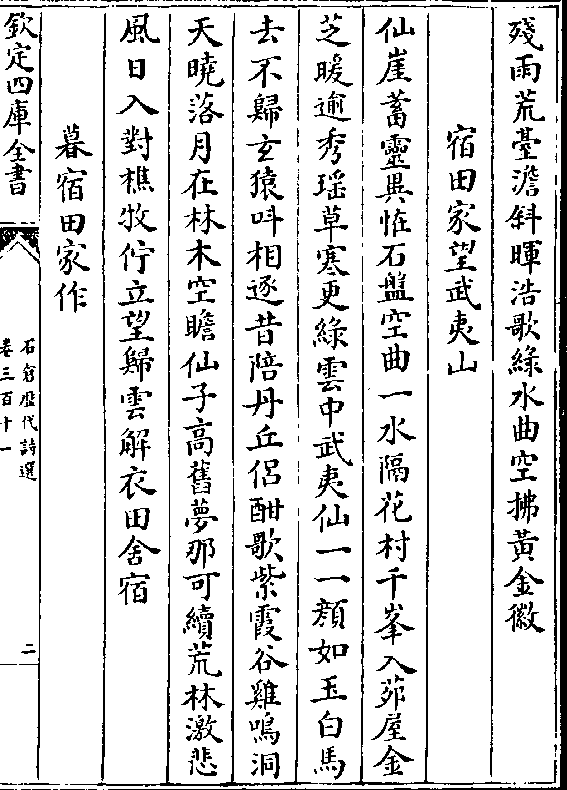 殘雨荒臺澹斜暉浩歌綠水曲空拂黃金徽
宿田家望武夷山
仙崖蓄靈異恠石盤空曲一水隔花村千峯入茆屋金
芝暖逾秀瑤草寒更綠雲中武夷仙一一顔如玉白馬
去不歸玄猿叫相逐昔陪丹丘侶酣歌紫霞谷雞鳴洞
天曉落月在林木空瞻仙子高舊夢那可續荒林激悲
風日入對樵牧佇立望歸雲解衣田舍宿
暮宿田家作
欽定四庫全書
石倉歷代詩選
卷三百十一
二